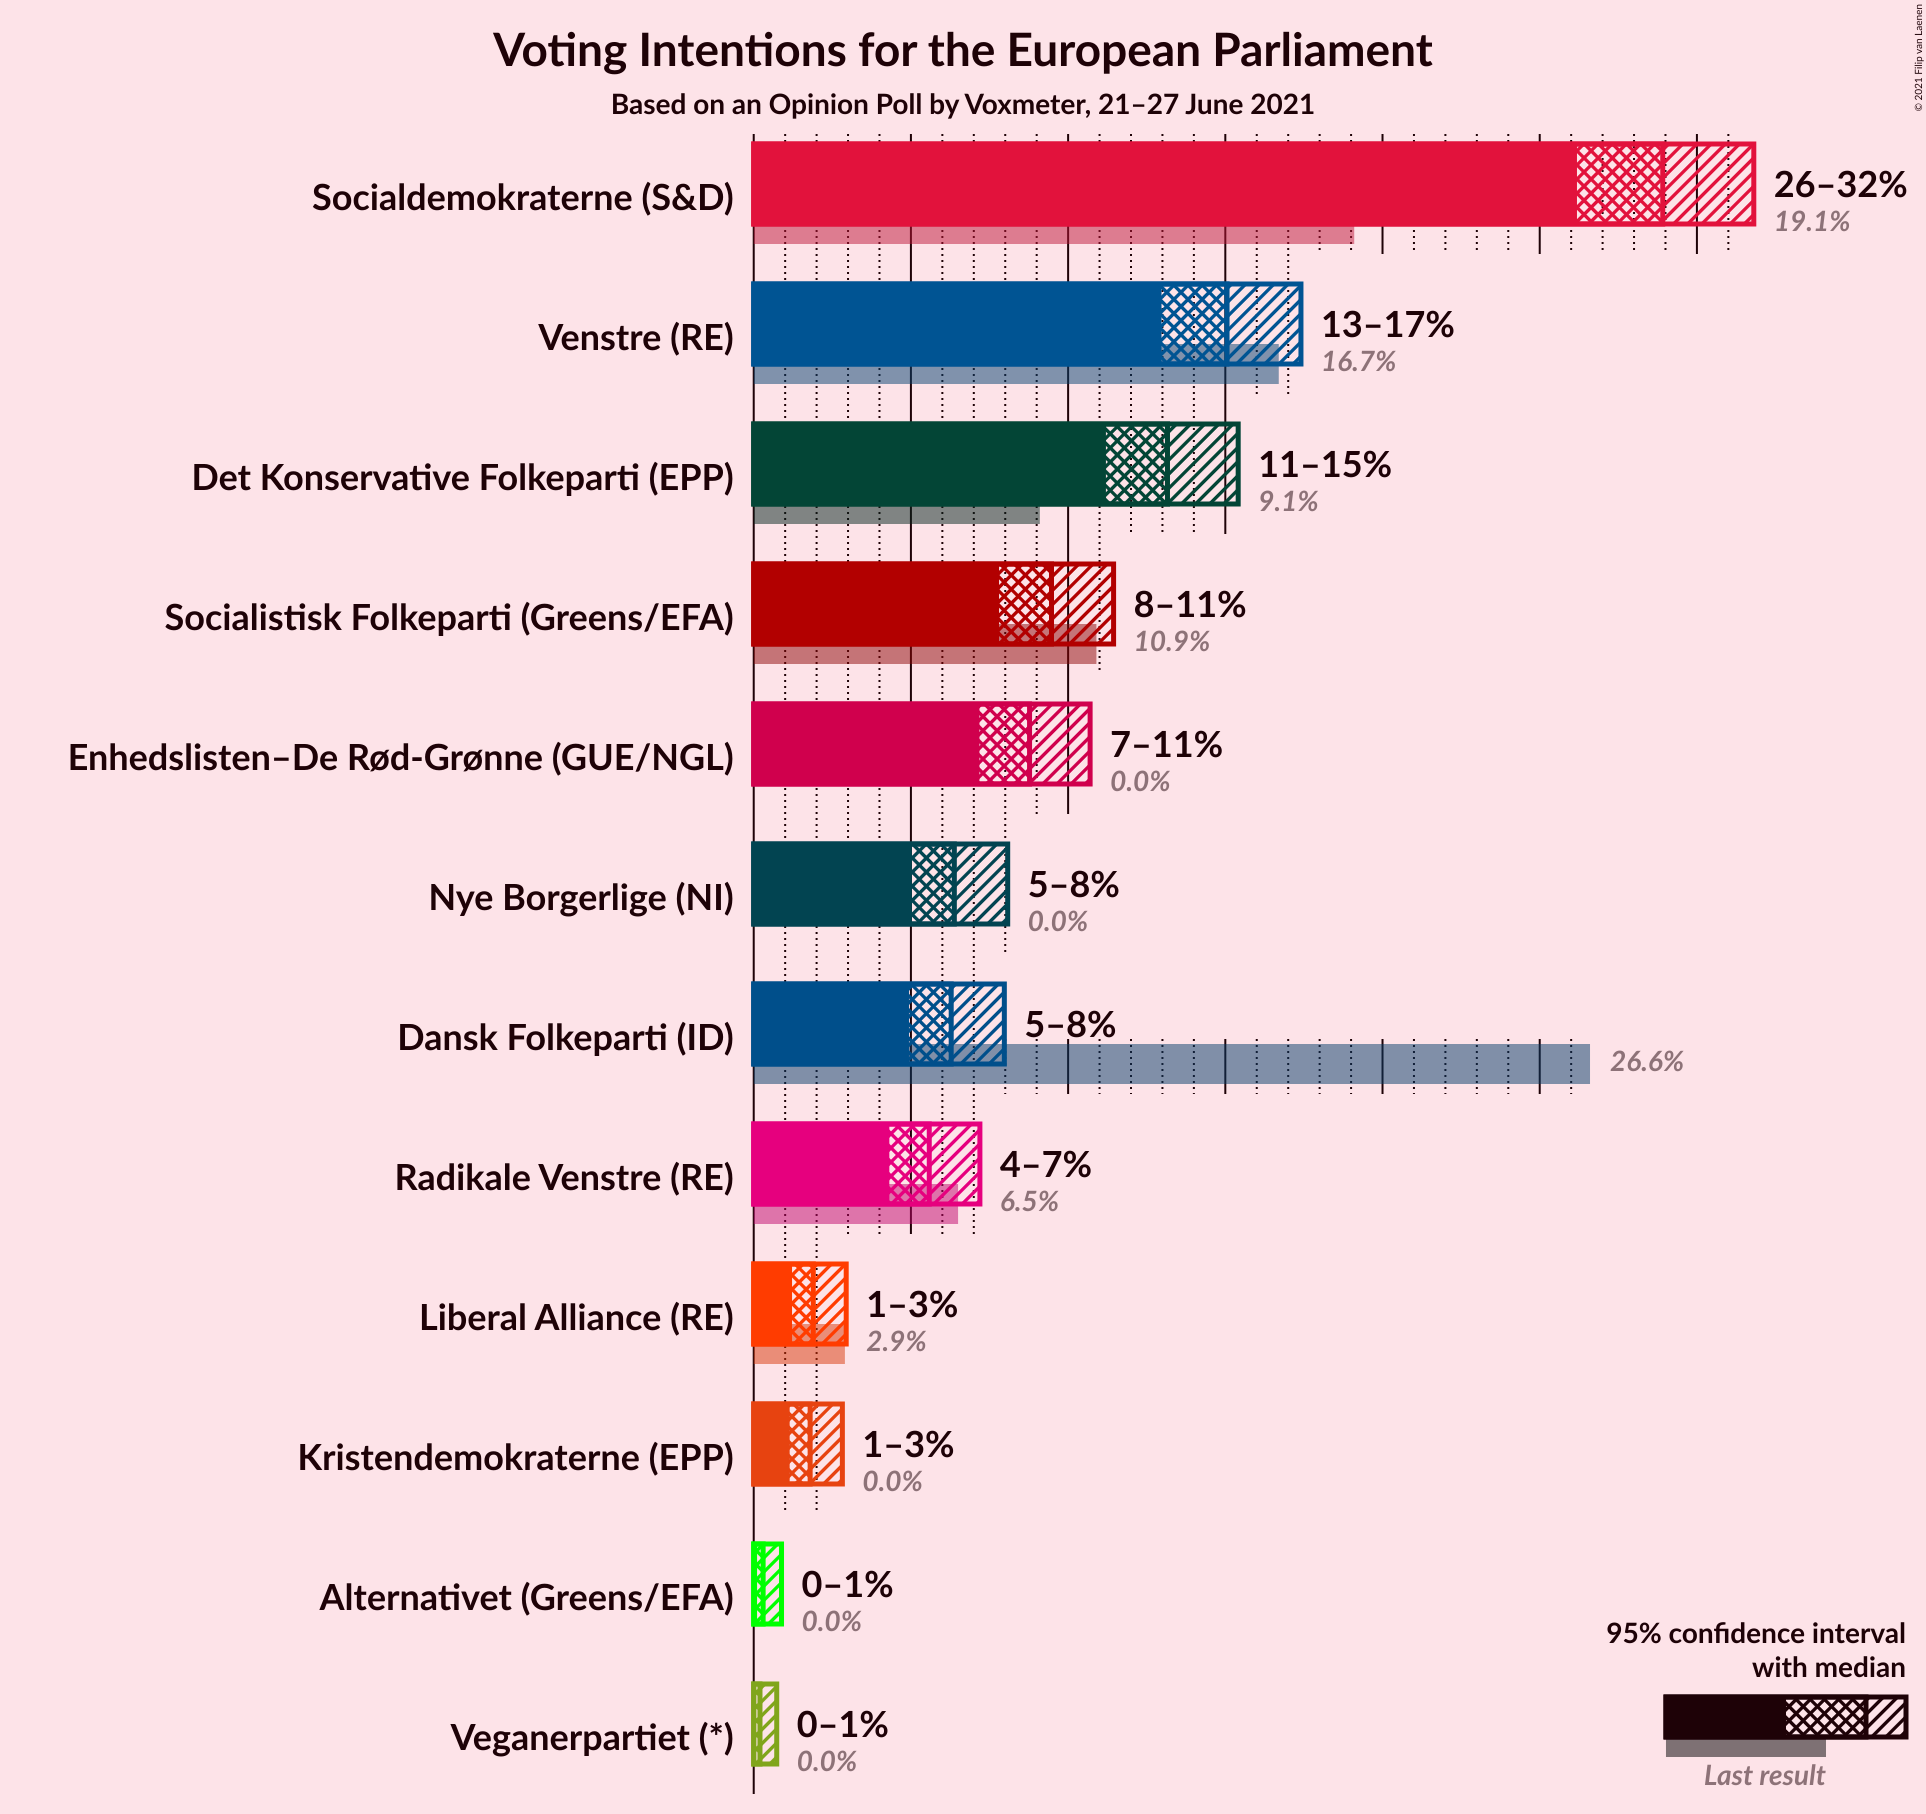 Voting Intentions for the European Parliament
Based on an Opinion Poll by Voxmeter, 21–27 June 2021
© 2021 Filip van Laenen
Socialdemokraterne (S&D)
26–32%
19.1%
Venstre (RE)
13–17%
16.7%
Det Konservative Folkeparti (EPP)
11–15%
9.1%
Socialistisk Folkeparti (Greens/EFA)
8–11%
10.9%
Enhedslisten–De Rød-Grønne (GUE/NGL)
7–11%
0.0%
Nye Borgerlige (NI)
5–8%
0.0%
Dansk Folkeparti (ID)
5–8%
26.6%
Radikale Venstre (RE)
4–7%
6.5%
Liberal Alliance (RE)
1–3%
2.9%
Kristendemokraterne (EPP)
1–3%
0.0%
Alternativet (Greens/EFA)
0–1%
0.0%
Veganerpartiet (*)
0–1%
0.0%
95% confidence interval
with median
Last result